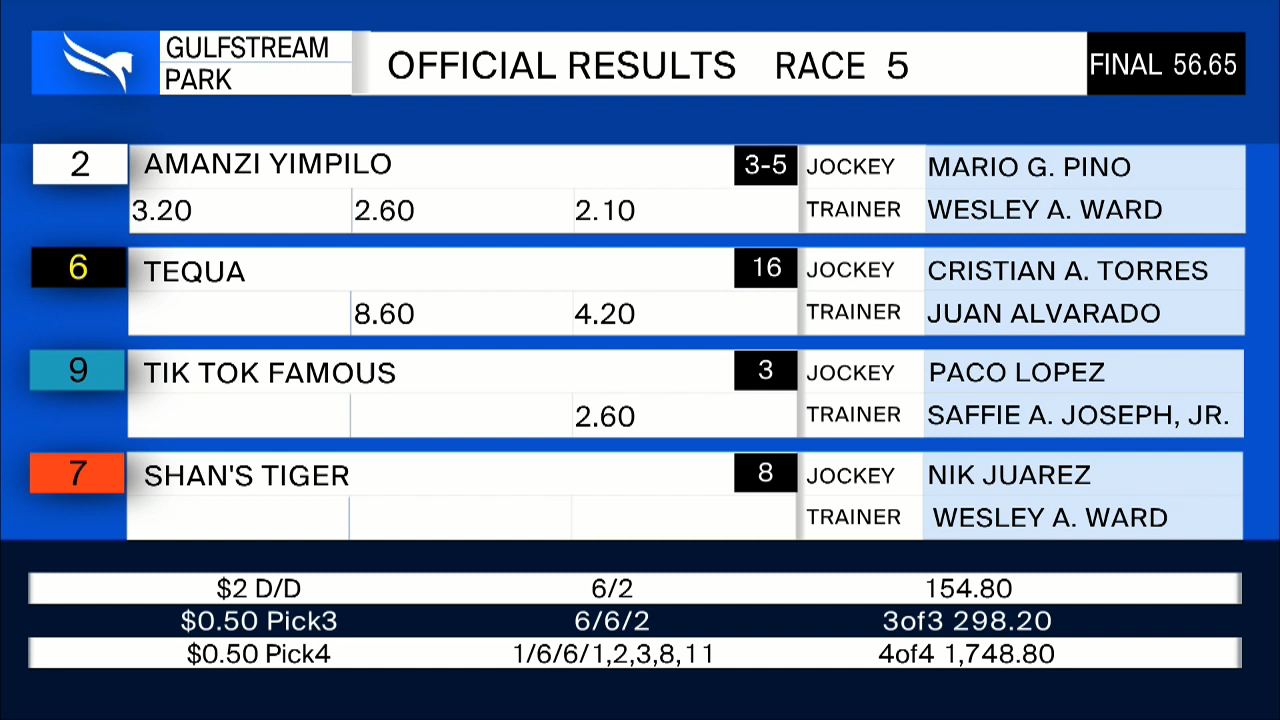 GULFSTREAM PARK
OFFICIAL RESULTS RACE 5
FINAL 56.65
2 AMANZI YIMPILO 3-5 JOCKEY MARIO G. PINO
3.20 2.60 2.10 TRAINER WESLEY A. WARD
6 TEQUA 16 JOCKEY CRISTIAN A. TORRES
8.60 4.20 TRAINER JUAN ALVARADO
9 TIK TOK FAMOUS 3 JOCKEY PACO LOPEZ
2.60 TRAINER SAFFIE A. JOSEPH, JR.
7 SHAN'S TIGER 8 JOCKEY NIK JUAREZ
TRAINER WESLEY A. WARD
$2 D/D 6/2 154.80
$0.50 Pick3 6/6/2 3of3 298.20
$0.50 Pick4 1/6/6/1,2,3,8,11 4of4 1,748.80